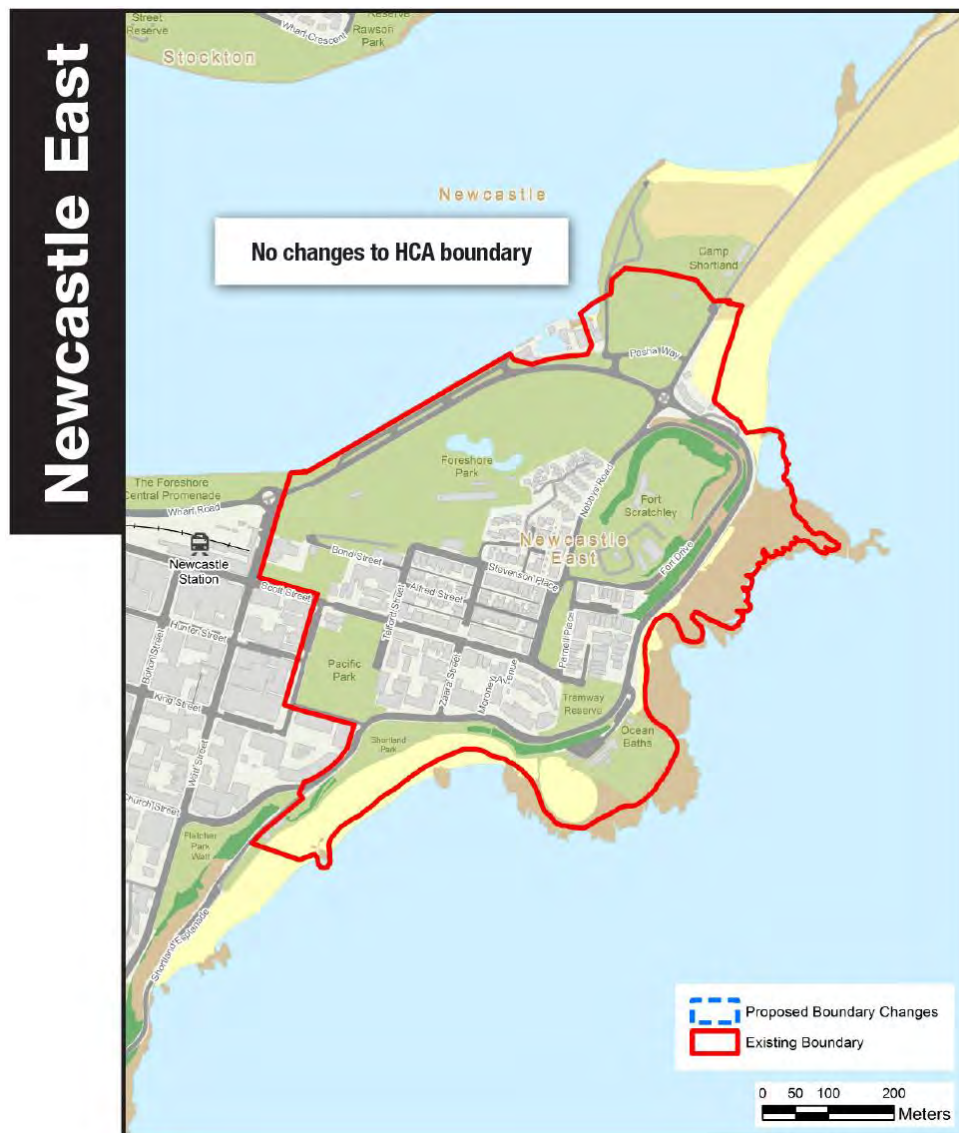 Newcastle East
Street
Reserve
Reserve
Rawson
Park
Wharf Crescent
Stockton
Newcastle
No changes to HCA boundary
Camp
Shortland
Pasha Way
Foreshore
Park
Nobbys Road
Fort
Scratchley
The Foreshore
Central Promenade
Wharf Road
Newcastle
Station
Newcastle
East
Bond Street
Stevenson Place
Fort Drive
Scott Street
Alfred Street
Telford Street
Hunter Street
Bolton Street
Parnell Place
Pacific
Park
Zaara Street
King Street
Tramway
Reserve
Shortland
Park
Ocean
Baths
Watt Street
Church Street
Fletcher
Park
Shortland Esplanade
Proposed Boundary Changes
Existing Boundary
0 50 100 200
Meters